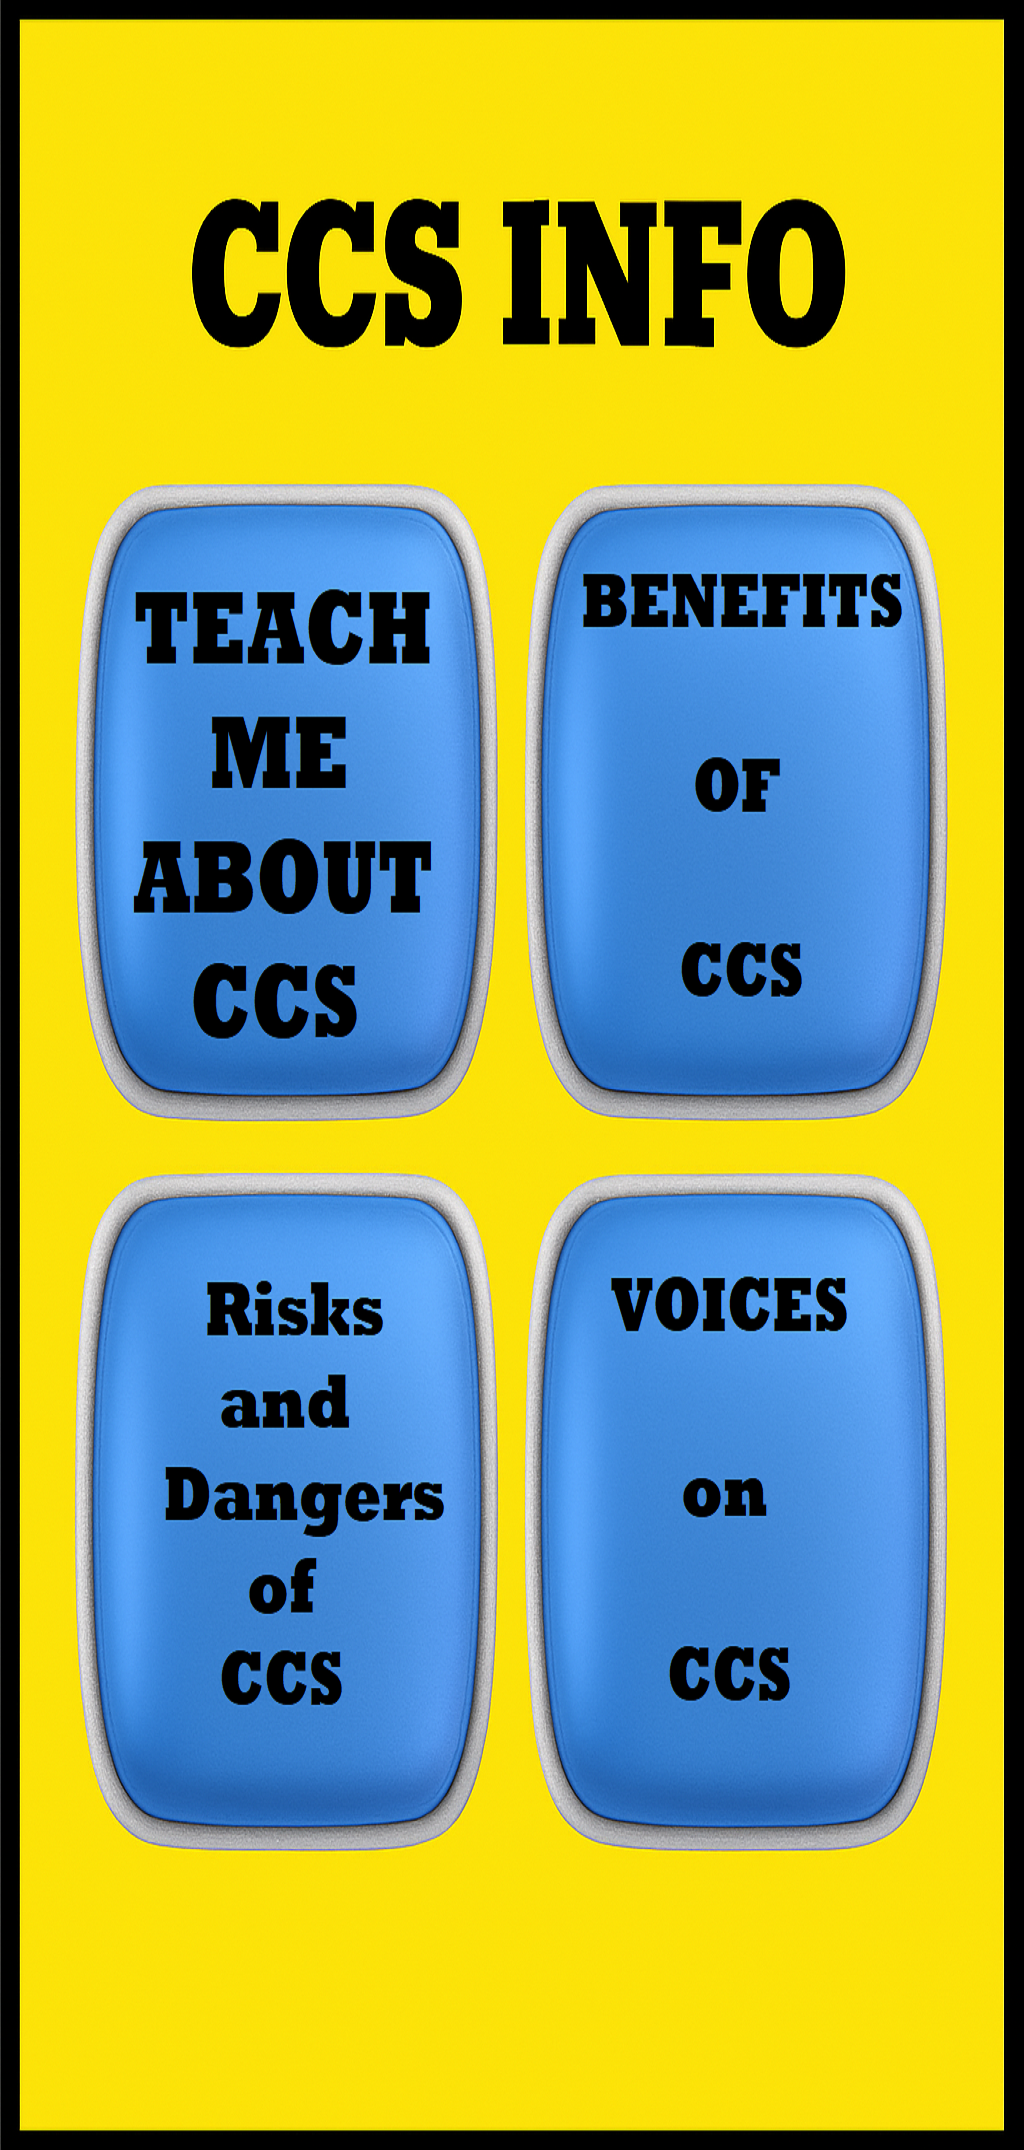 CCS INFO
TEACH
ME
ABOUT
CCS
BENEFITS
OF
CCS
Risks
and
Dangers
of
CCS
VOICES
on
CCS